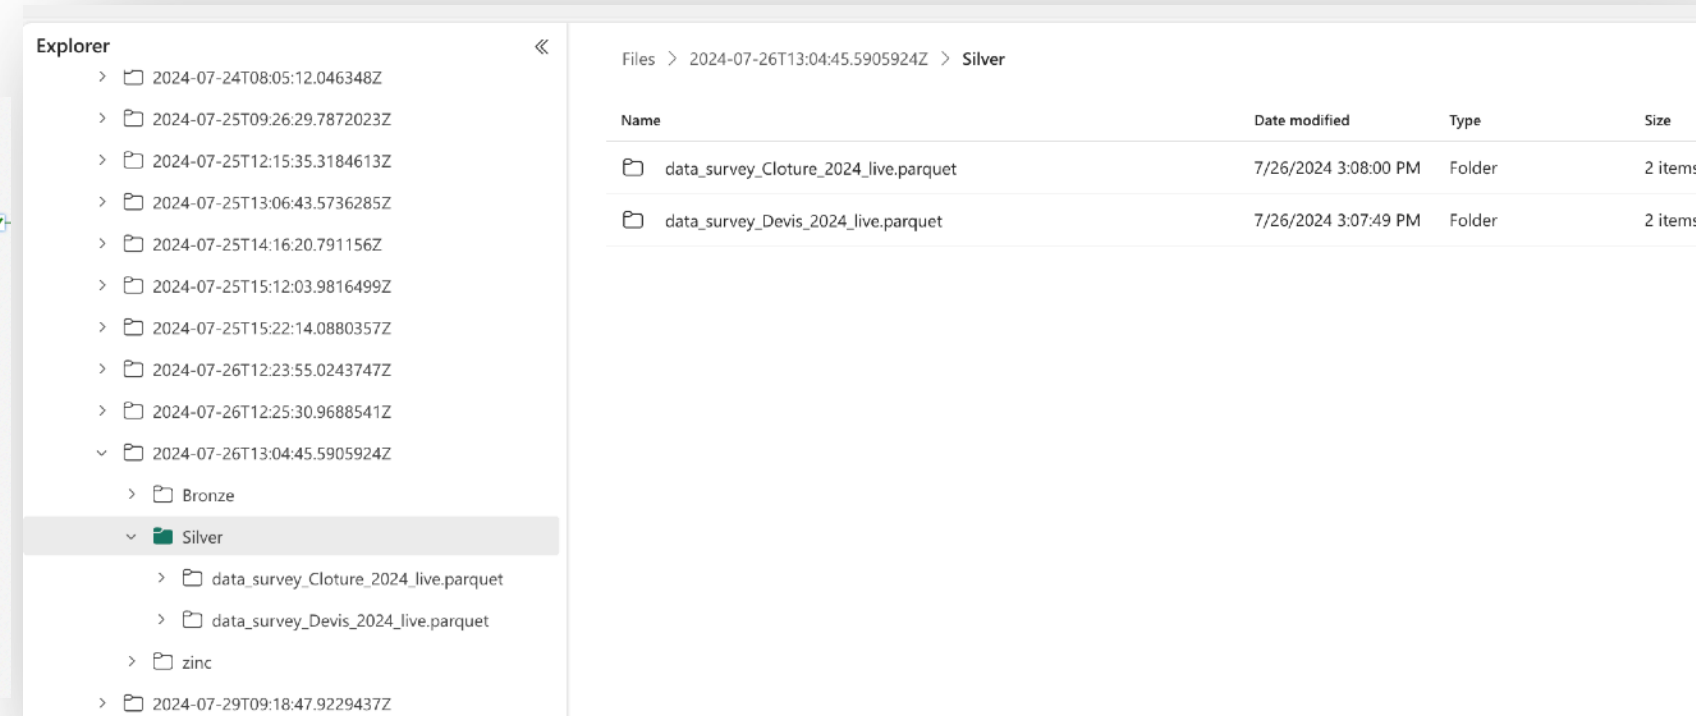 Explorer
2024-07-24T08:05:12.046348Z
2024-07-25T09:26:29.7872023Z
2024-07-25T12:15:35.3184613Z
2024-07-25T13:06:43.5736285Z
2024-07-25T14:16:20.791156Z
2024-07-25T15:12:03.9816499Z
2024-07-25T15:22:14.0880357Z
2024-07-26T12:23:55.0243747Z
2024-07-26T12:25:30.9688541Z
2024-07-26T13:04:45.5905924Z
Bronze
Silver
data_survey_Cloture_2024_live.parquet
data_survey_Devis_2024_live.parquet
zinc
2024-07-29T09:18:47.9229437Z
Files > 2024-07-26T13:04:45.5905924Z > Silver
Name Date modified Type Size
data_survey_Cloture_2024_live.parquet 7/26/2024 3:08:00 PM Folder 2 items
data_survey_Devis_2024_live.parquet 7/26/2024 3:07:49 PM Folder 2 items